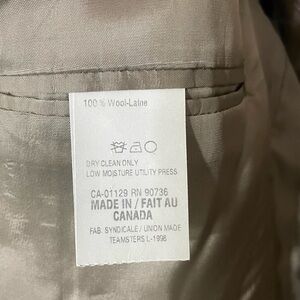 100 % Wool-Laine
DRY CLEAN ONLY
LOW MOISTURE UTILITY PRESS
CA-01129 RN 90736
MADE IN / FAIT AU
CANADA
FAB. SYNDICALE / UNION MADE
TEAMSTERS L-1998